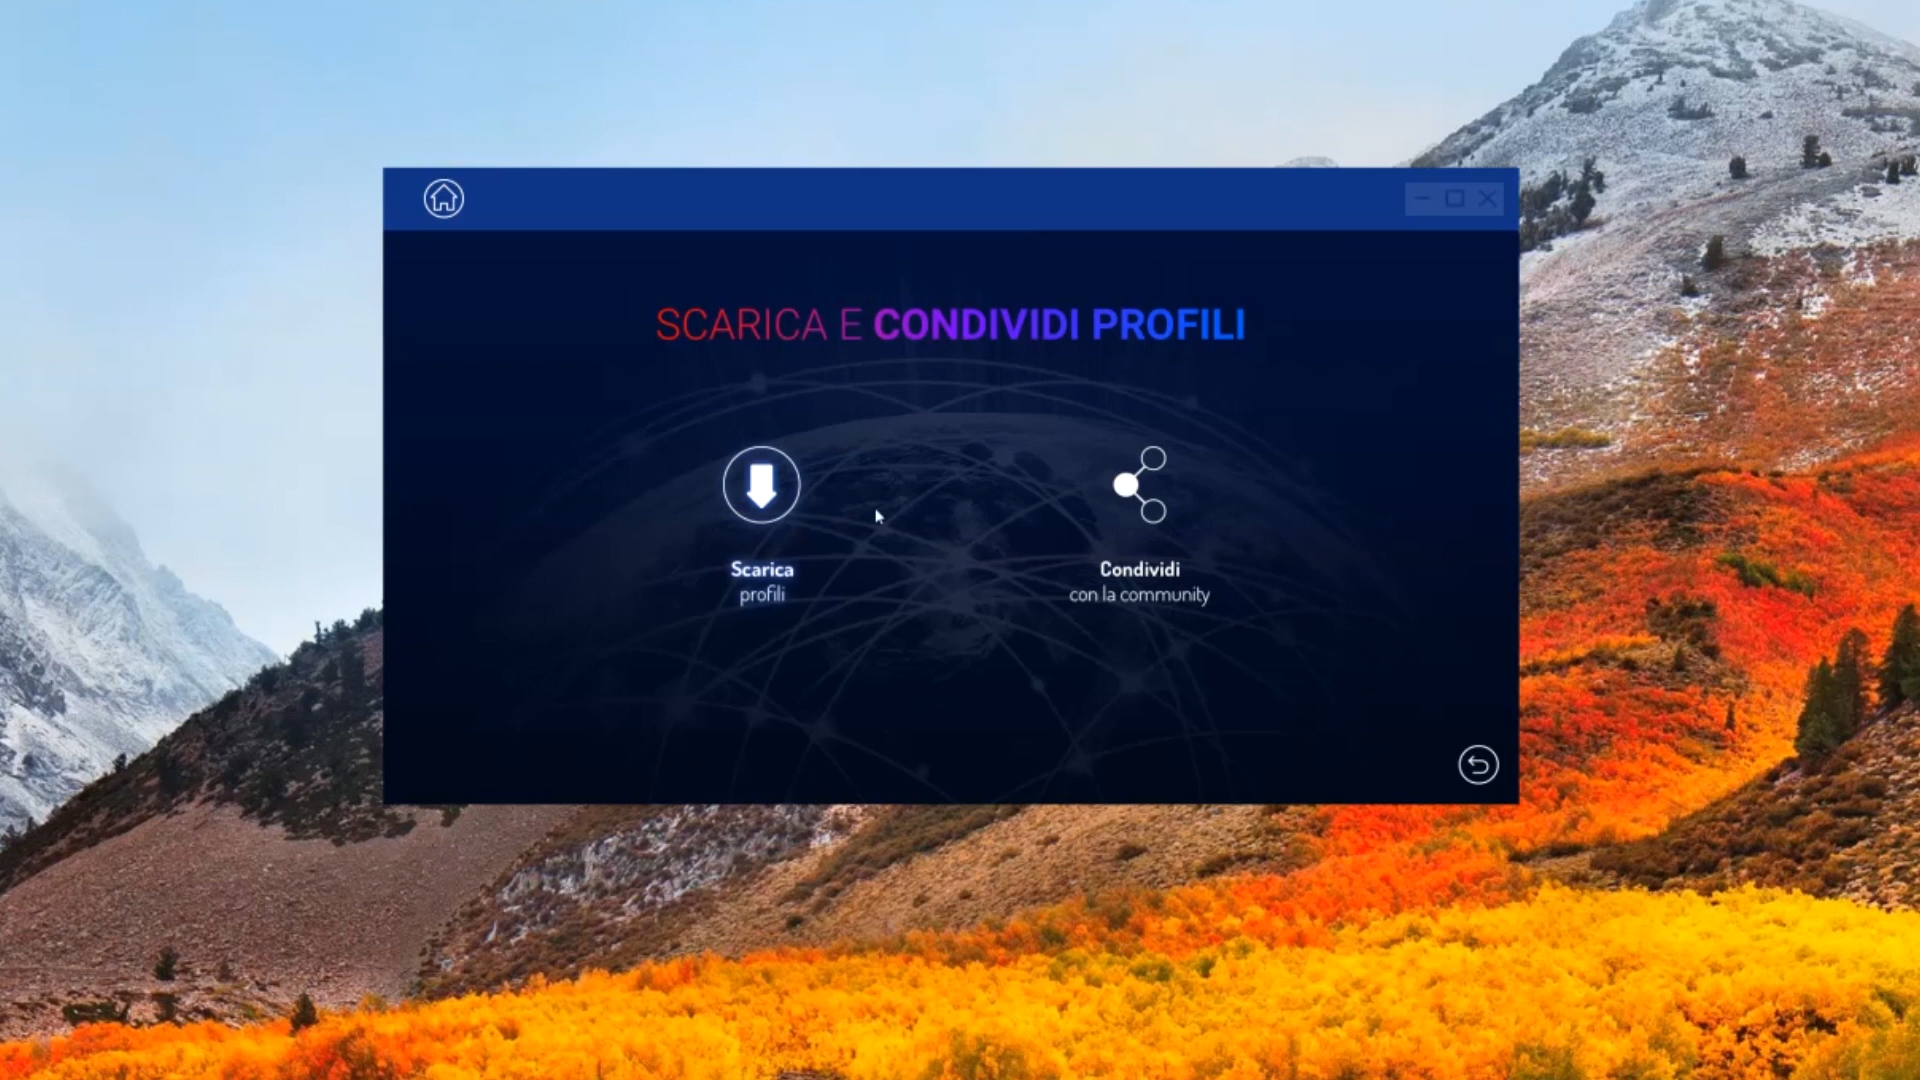 SCARICA E CONDIVIDI PROFILI
Scarica
profili
Condividi
con la community